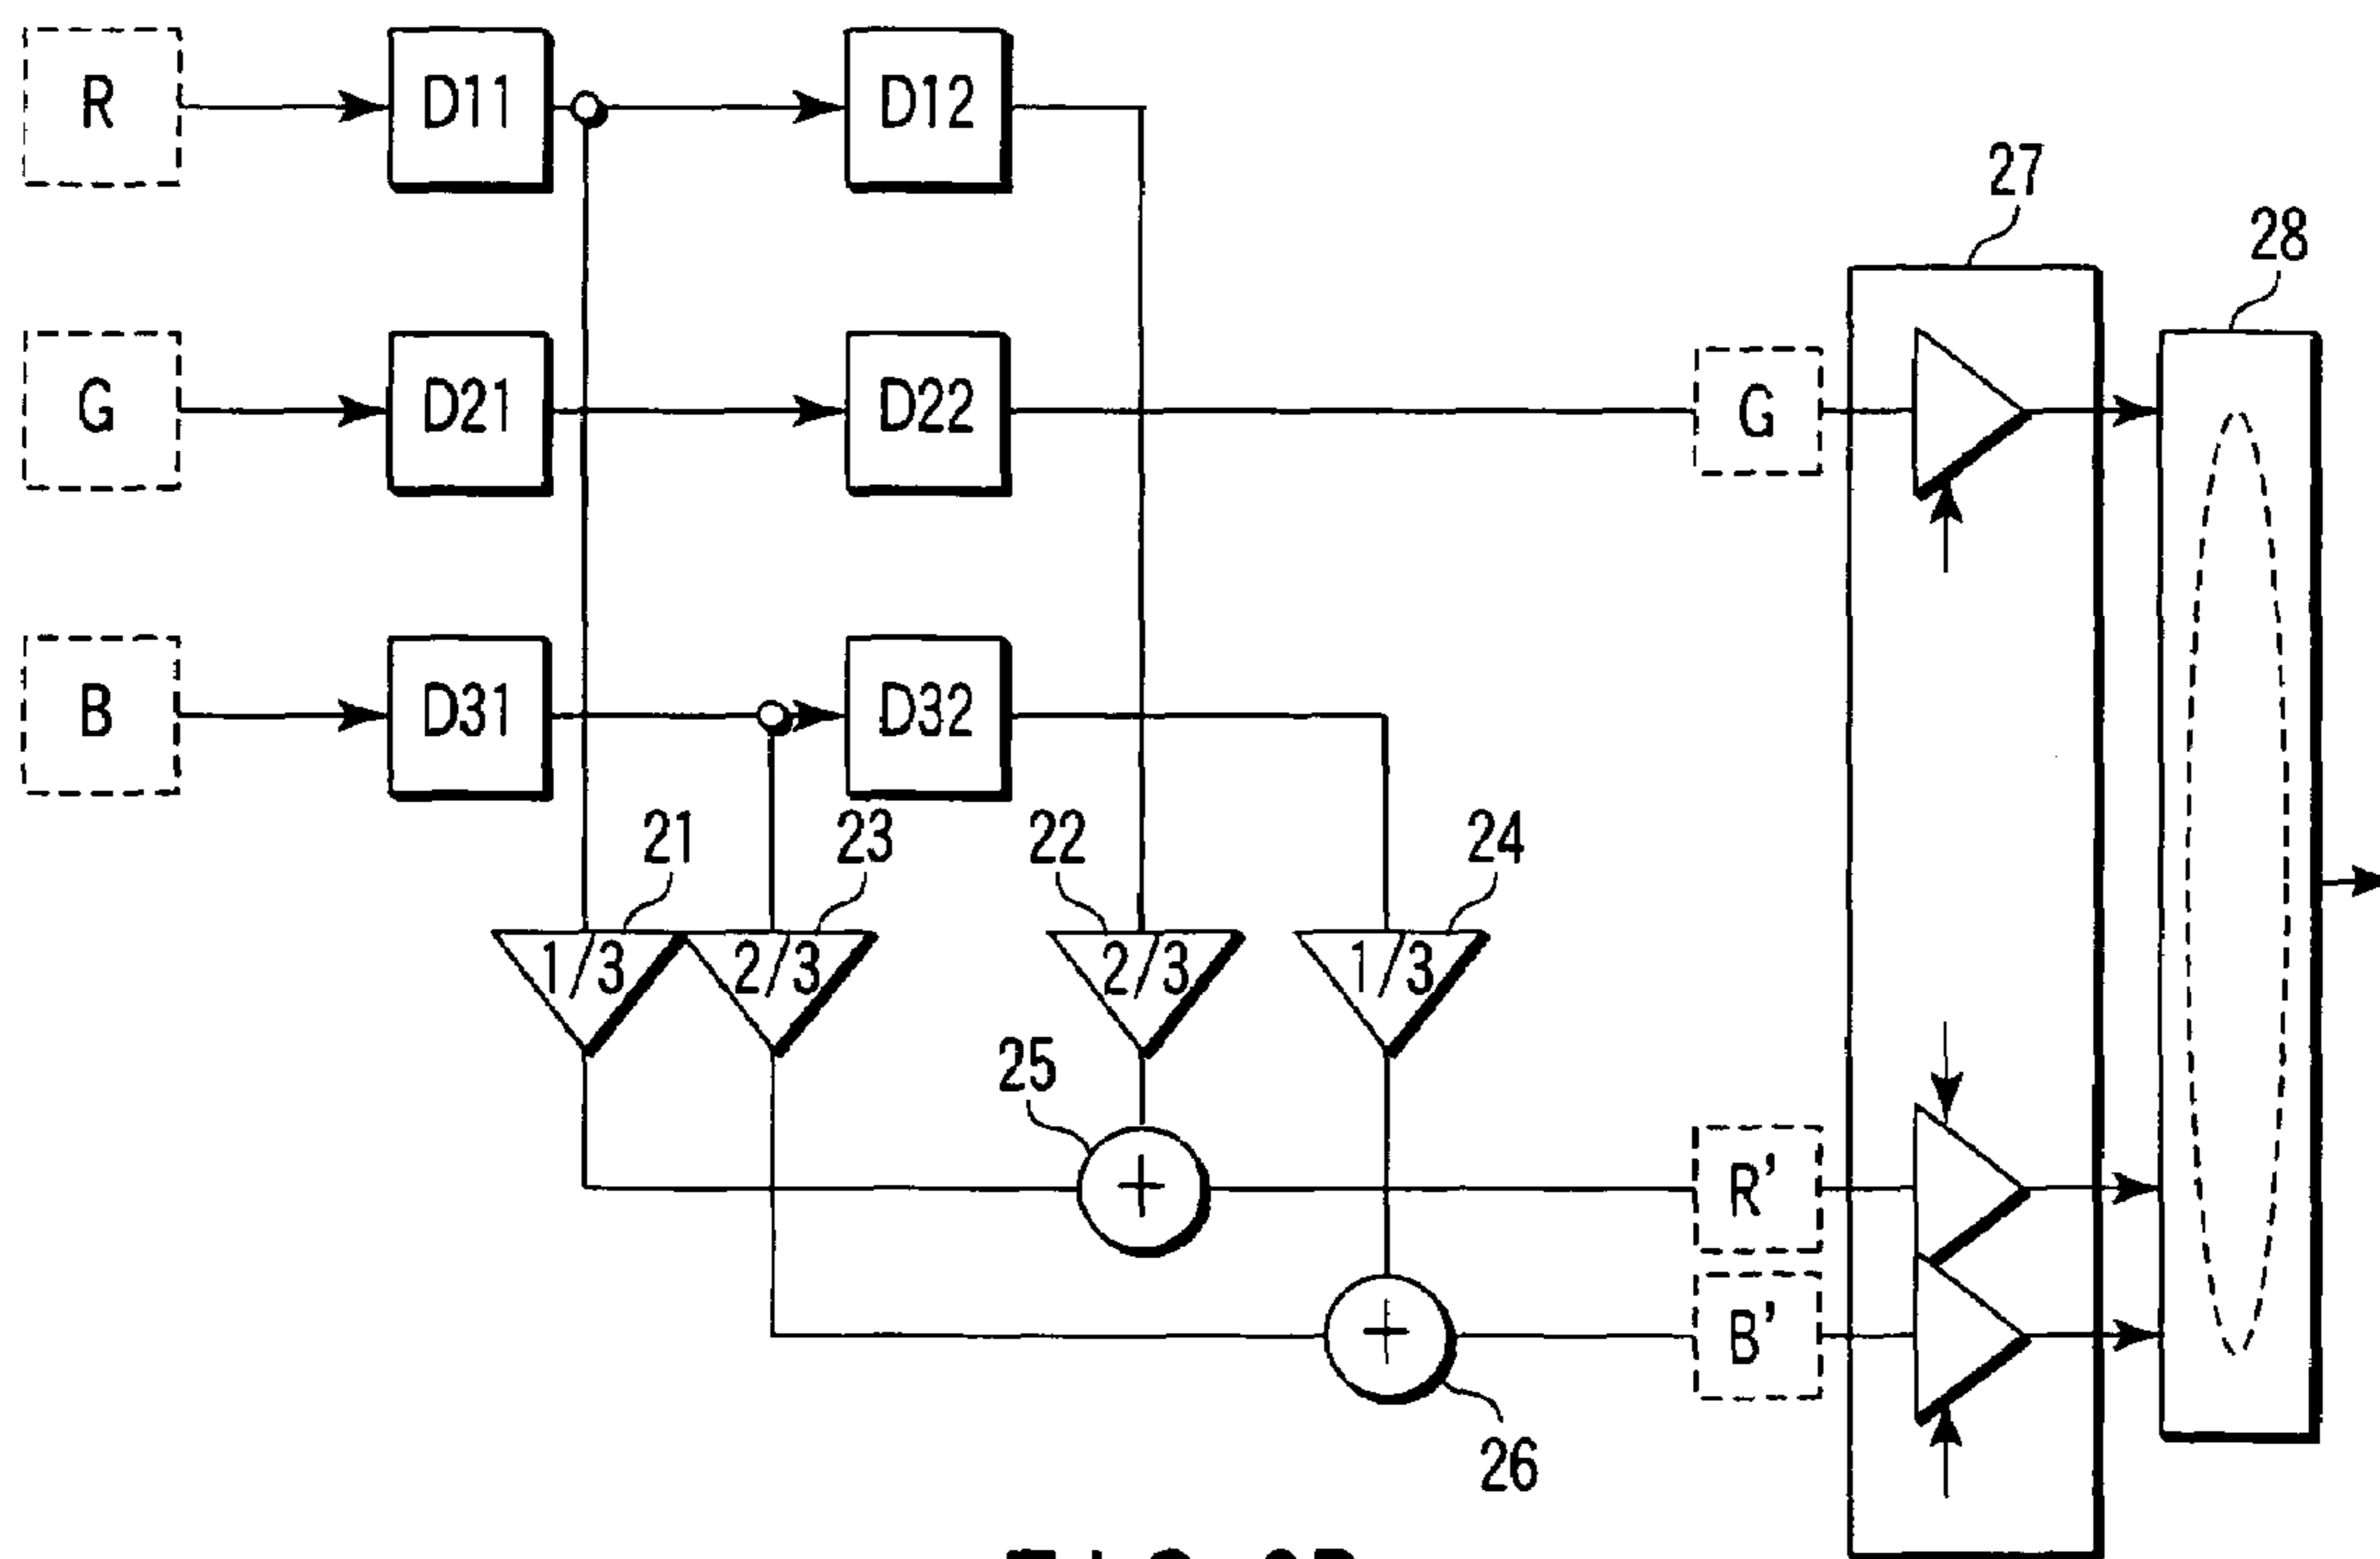 R D11 D12
27
28
G D21 D22 G
B D31 D32
21 23 22 24
1/3 2/3 2/3 1/3
25
+ R'
+ B'
26